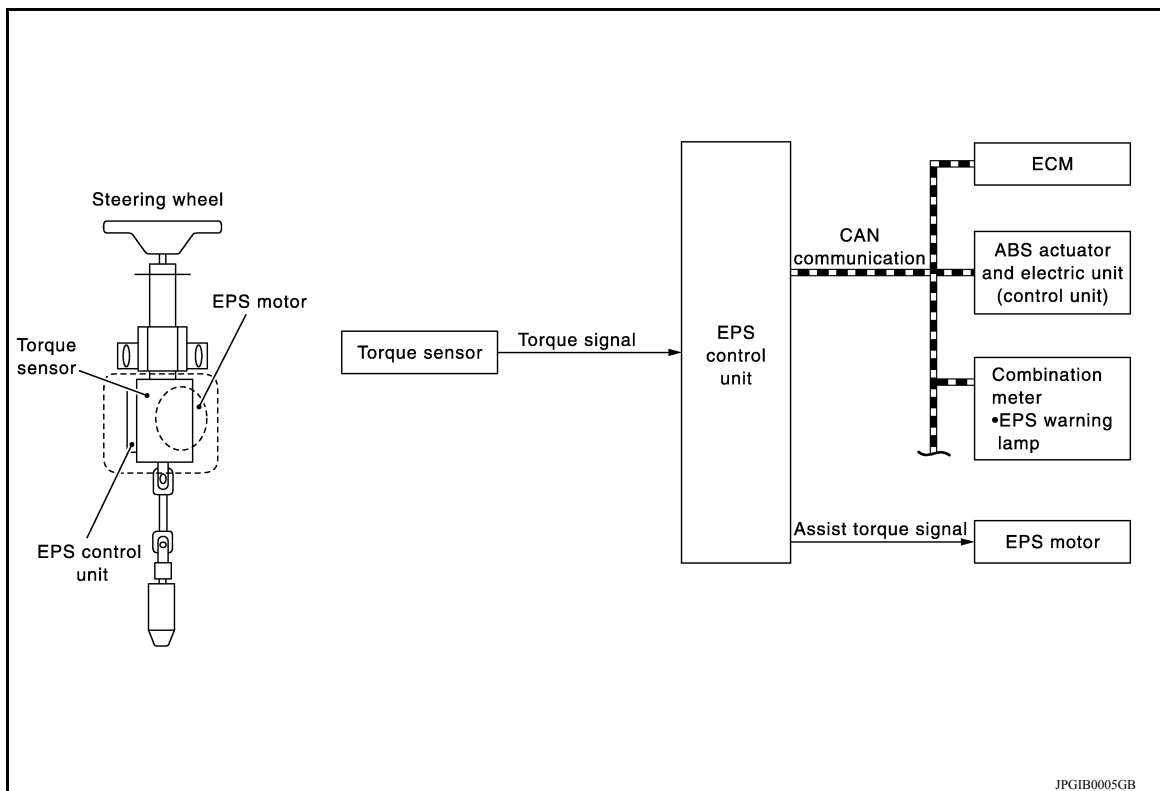 Steering wheel
EPS motor
Torque
sensor
EPS control
unit
Torque sensor
Torque signal
EPS
control
unit
CAN
communication
ECM
ABS actuator
and electric unit
(control unit)
Combination
meter
•EPS warning
lamp
Assist torque signal
EPS motor
JPGIB0005GB